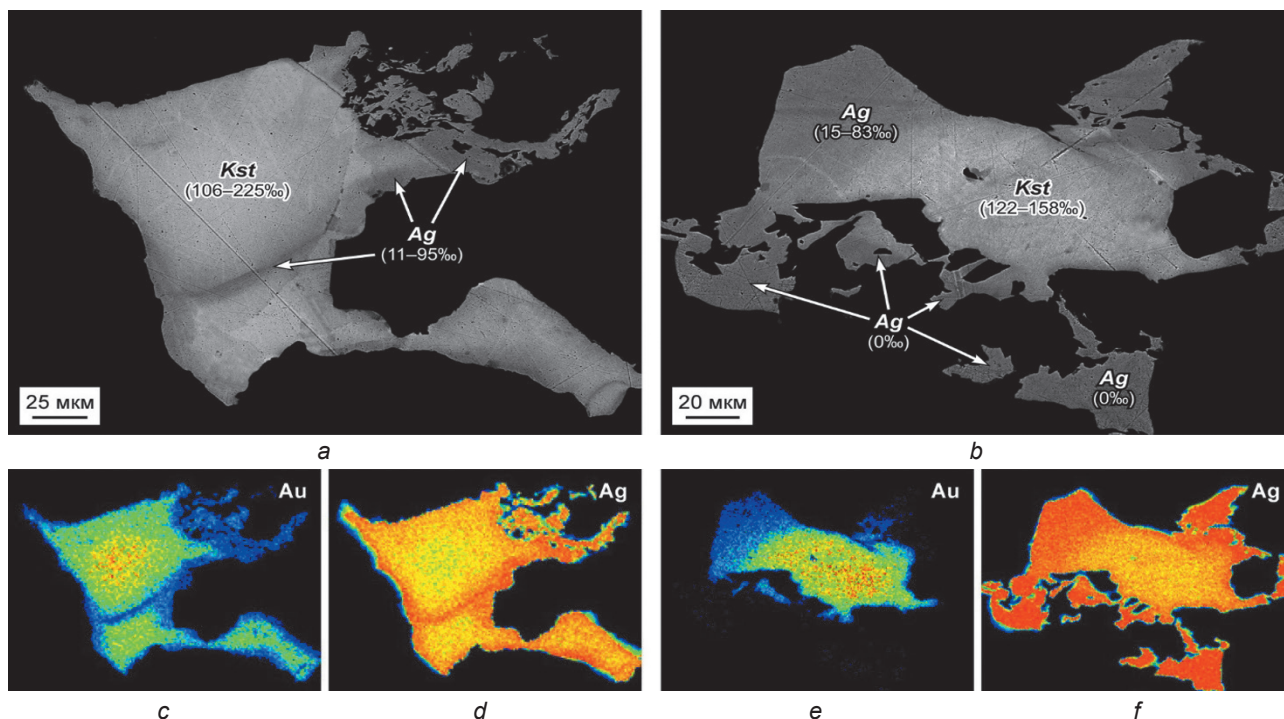 Kst
(106–225‰)
Ag
(11–95‰)
25 мкм
a
Ag
(15–83‰)
Kst
(122–158‰)
Ag
(0‰)
Ag
(0‰)
20 мкм
b
Au
c
Ag
d
Au
e
Ag
f